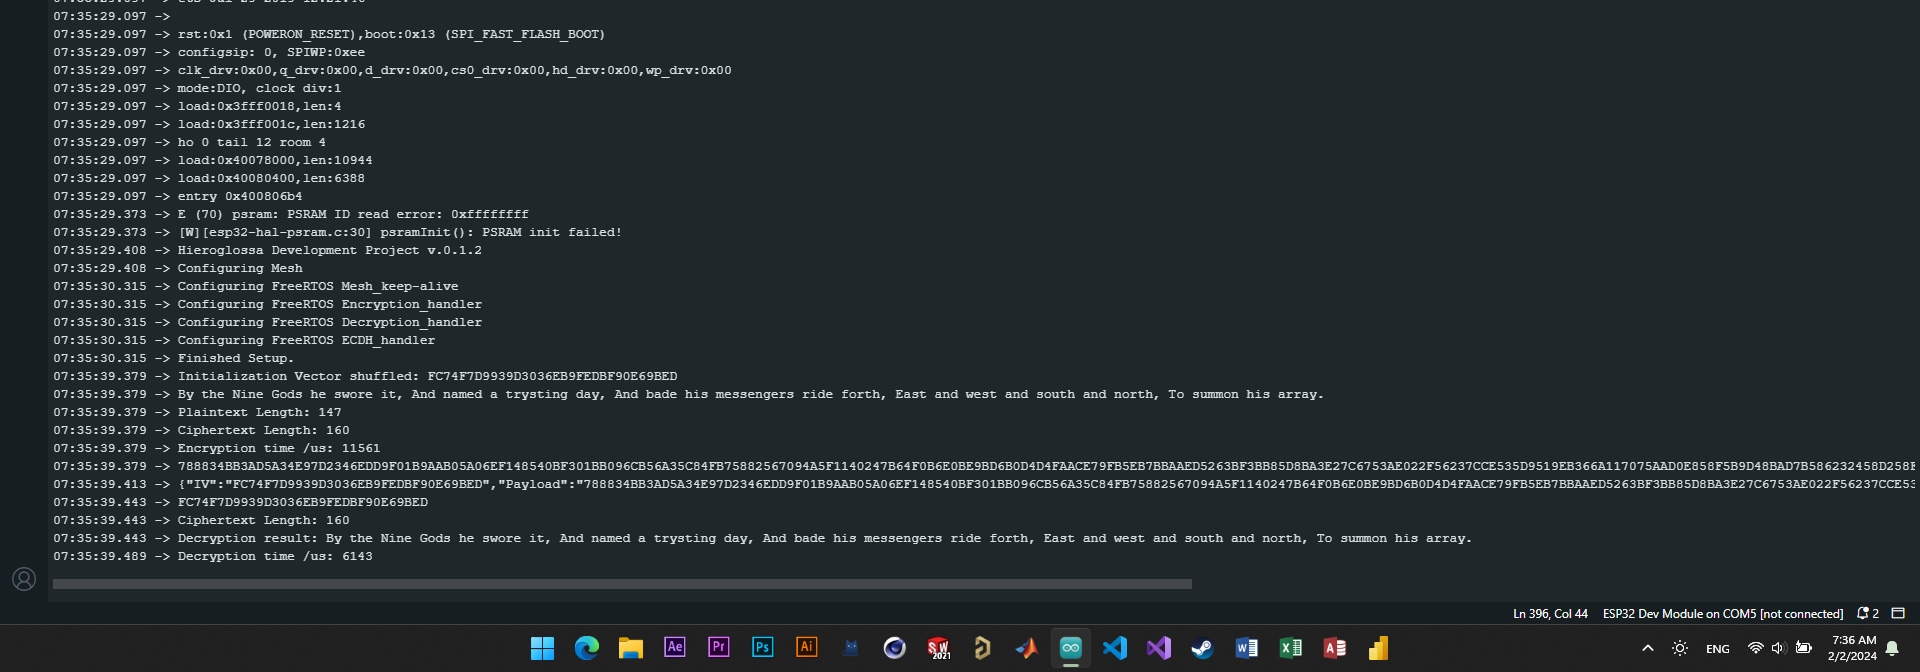 07:35:29.097 ->
07:35:29.097 -> rst:0x1 (POWERON_RESET),boot:0x13 (SPI_FAST_FLASH_BOOT)
07:35:29.097 -> configsip: 0, SPIWP:0xee
07:35:29.097 -> clk_drv:0x00,q_drv:0x00,d_drv:0x00,cs0_drv:0x00,hd_drv:0x00,wp_drv:0x00
07:35:29.097 -> mode:DIO, clock div:1
07:35:29.097 -> load:0x3fff0018,len:4
07:35:29.097 -> load:0x3fff001c,len:1216
07:35:29.097 -> ho 0 tail 12 room 4
07:35:29.097 -> load:0x40078000,len:10944
07:35:29.097 -> load:0x40080400,len:6388
07:35:29.097 -> entry 0x400806b4
07:35:29.373 -> E (70) psram: PSRAM ID read error: 0xffffffff
07:35:29.373 -> [W][esp32-hal-psram.c:30] psramInit(): PSRAM init failed!
07:35:29.408 -> Hieroglossa Development Project v.0.1.2
07:35:29.408 -> Configuring Mesh
07:35:30.315 -> Configuring FreeRTOS Mesh_keep-alive
07:35:30.315 -> Configuring FreeRTOS Encryption_handler
07:35:30.315 -> Configuring FreeRTOS Decryption_handler
07:35:30.315 -> Configuring FreeRTOS ECDH_handler
07:35:30.315 -> Finished Setup.
07:35:39.379 -> Initialization Vector shuffled: FC74F7D9939D3036EB9FEDBF90E69BED
07:35:39.379 -> By the Nine Gods he swore it, And named a trysting day, And bade his messengers ride forth, East and west and south and north, To summon his array.
07:35:39.379 -> Plaintext Length: 147
07:35:39.379 -> Ciphertext Length: 160
07:35:39.379 -> Encryption time /us: 11561
07:35:39.379 -> 788834BB3AD5A34E97D2346EDD9F01B9AAB05A06EF148540BF301BB096CB56A35C84FB75882567094A5F1140247B64F0B6E0BE9BD6B0D4D4FAACE79FB5EB7BBAAED5263BF3BB85D8BA3E27C6753AE022F56237CCE535D9519EB366A117075AAD0E858F5B9D48BAD7B586232458D258E
07:35:39.413 -> {"IV":"FC74F7D9939D3036EB9FEDBF90E69BED","Payload":"788834BB3AD5A34E97D2346EDD9F01B9AAB05A06EF148540BF301BB096CB56A35C84FB75882567094A5F1140247B64F0B6E0BE9BD6B0D4D4FAACE79FB5EB7BBAAED5263BF3BB85D8BA3E27C6753AE022F56237CCE53
07:35:39.443 -> FC74F7D9939D3036EB9FEDBF90E69BED
07:35:39.443 -> Ciphertext Length: 160
07:35:39.443 -> Decryption result: By the Nine Gods he swore it, And named a trysting day, And bade his messengers ride forth, East and west and south and north, To summon his array.
07:35:39.489 -> Decryption time /us: 6143
Ln 396, Col 44 ESP32 Dev Module on COM5 [not connected] 2
Ae Pr Ps Ai SW 2021 W X A
ENG 7:36 AM
2/2/2024